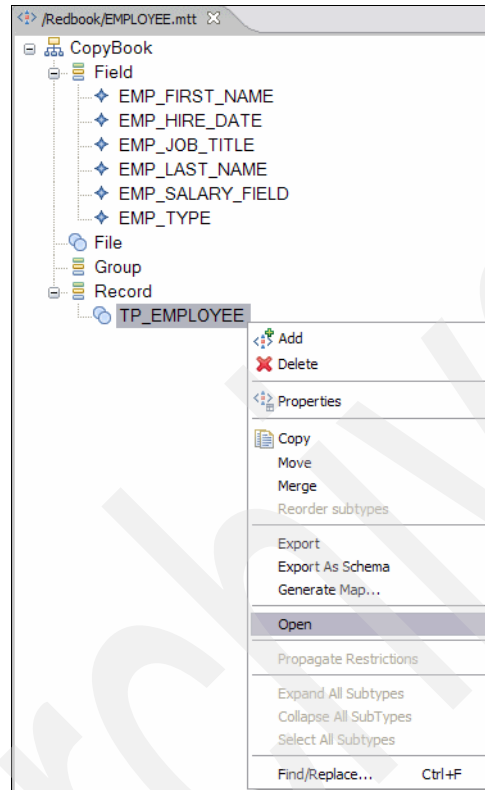 /Redbook/EMPLOYEE.mtt
CopyBook
Field
EMP_FIRST_NAME
EMP_HIRE_DATE
EMP_JOB_TITLE
EMP_LAST_NAME
EMP_SALARY_FIELD
EMP_TYPE
File
Group
Record
TP_EMPLOYEE
Add
Delete
Properties
Copy
Move
Merge
Reorder subtypes
Export
Export As Schema
Generate Map...
Open
Propagate Restrictions
Expand All Subtypes
Collapse All SubTypes
Select All Subtypes
Find/Replace... Ctrl+F